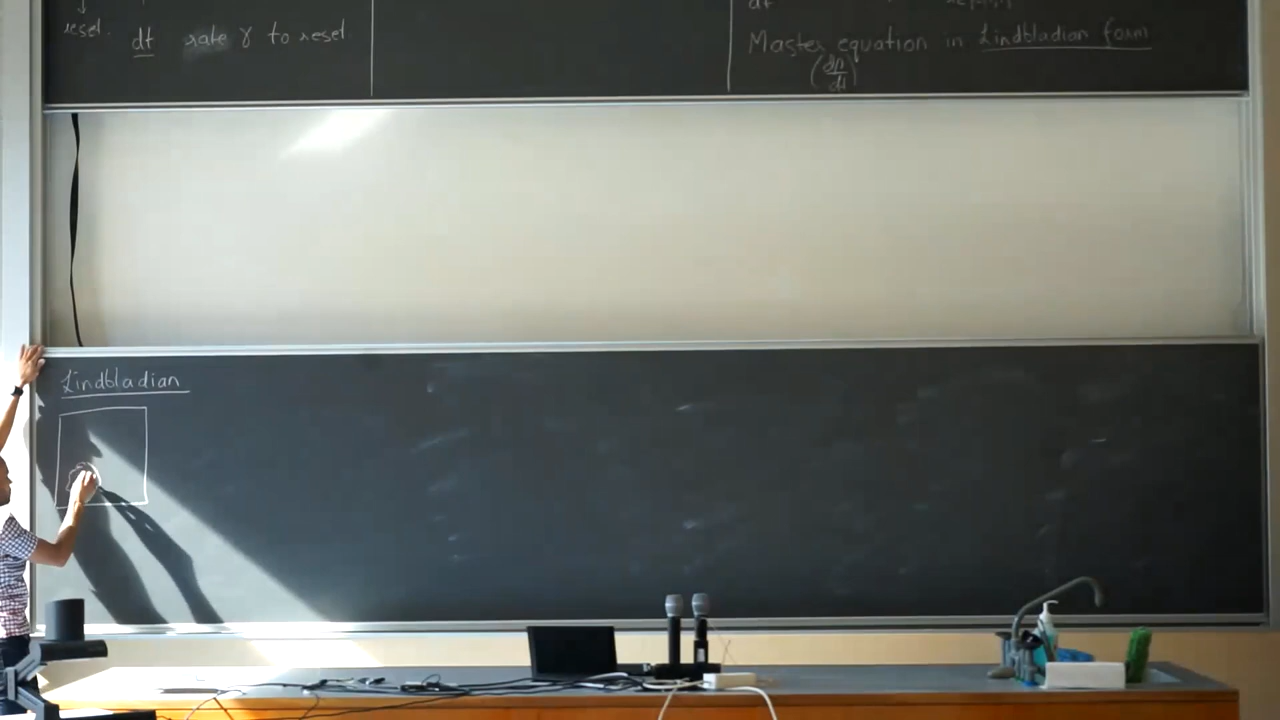 reset.
dt rate γ to reset
Master equation in Lindbladian form
(dρ/dt)
Lindbladian